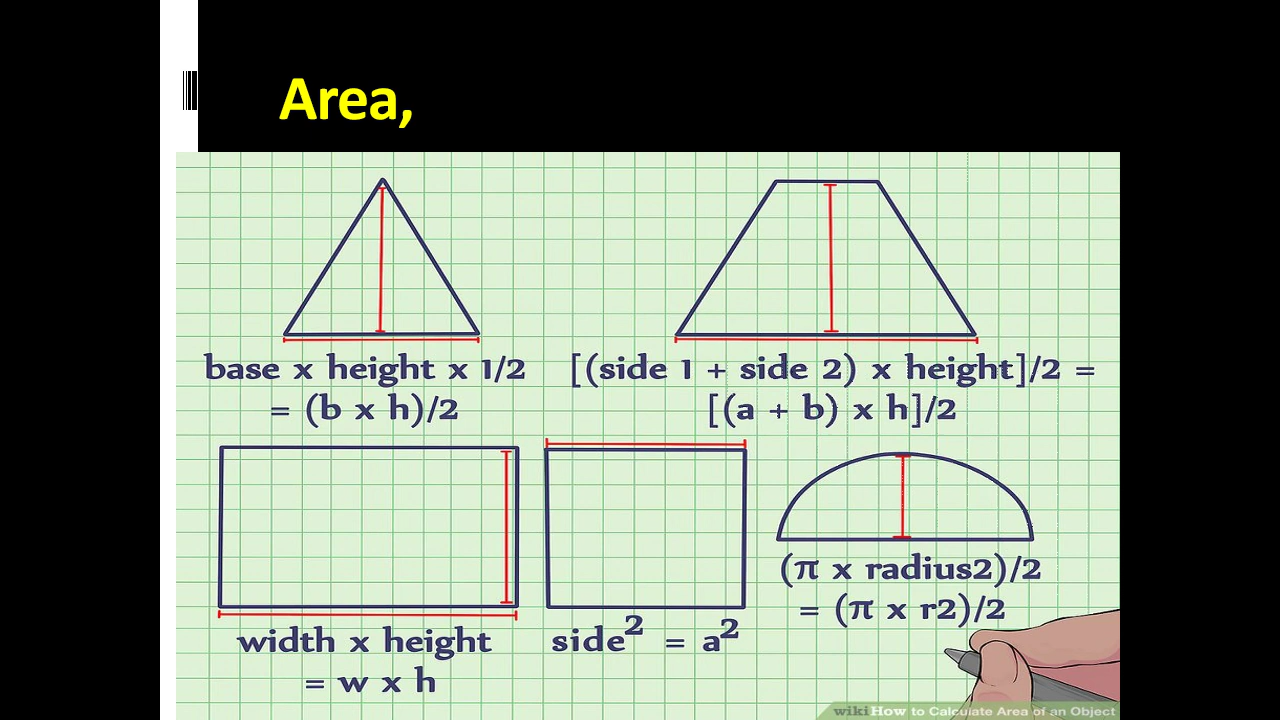 Area,
base x height x 1/2
= (b x h)/2
[(side 1 + side 2) x height]/2 =
[(a + b) x h]/2
width x height
= w x h
side² = a²
(π x radius2)/2
= (π x r2)/2
wikiHow to Calculate Area of an Object